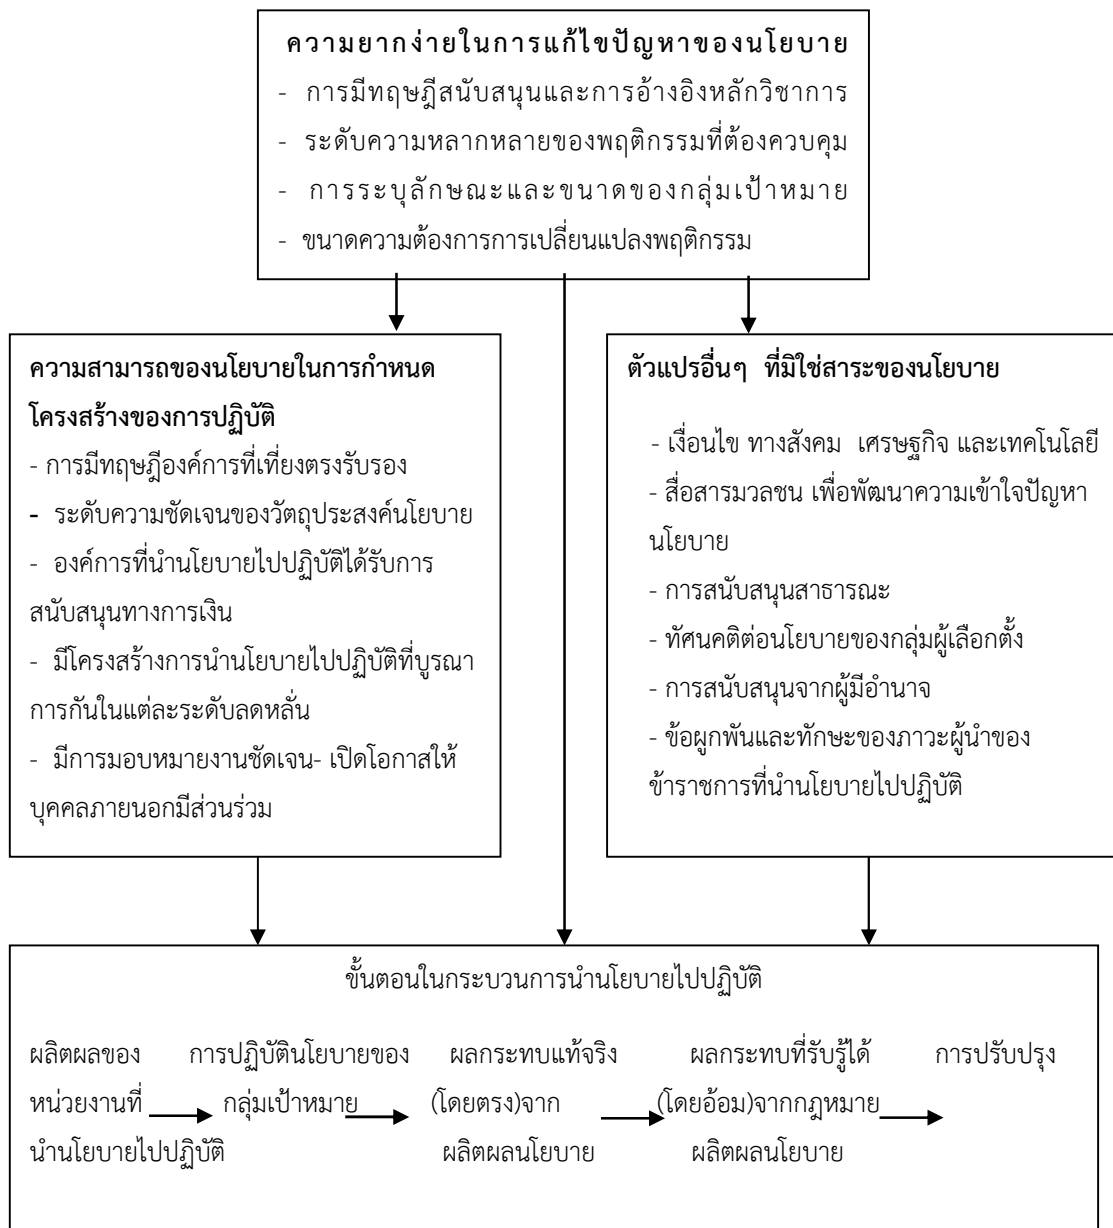 ความยากง่ายในการแก้ไขปัญหาของนโยบาย
- การมีทฤษฎีสนับสนุนและการอ้างอิงหลักวิชาการ
- ระดับความหลากหลายของพฤติกรรมที่ต้องควบคุม
- การระบุลักษณะและขนาดของกลุ่มเป้าหมาย
- ขนาดความต้องการการเปลี่ยนแปลงพฤติกรรม
ความสามารถของนโยบายในการกำหนด
โครงสร้างของการปฏิบัติ
- การมีทฤษฎีองค์การที่เที่ยงตรงรับรอง
- ระดับความชัดเจนของวัตถุประสงค์นโยบาย
- องค์การที่นำนโยบายไปปฏิบัติได้รับการ
สนับสนุนทางการเงิน
- มีโครงสร้างการนำนโยบายไปปฏิบัติที่บูรณา
การกันในแต่ละระดับลดหลั่น
- มีการมอบหมายงานชัดเจน- เปิดโอกาสให้
บุคคลภายนอกมีส่วนร่วม
ตัวแปรอื่นๆ ที่มิใช่สาระของนโยบาย
- เงื่อนไข ทางสังคม เศรษฐกิจ และเทคโนโลยี
- สื่อสารมวลชน เพื่อพัฒนาความเข้าใจปัญหา
นโยบาย
- การสนับสนุนสาธารณะ
- ทัศนคติต่อนโยบายของกลุ่มผู้เลือกตั้ง
- การสนับสนุนจากผู้มีอำนาจ
- ข้อผูกพันและทักษะของภาวะผู้นำของ
ข้าราชการที่นำนโยบายไปปฏิบัติ
ขั้นตอนในกระบวนการนำนโยบายไปปฏิบัติ
ผลิตผลของ
หน่วยงานที่
นำนโยบายไปปฏิบัติ
การปฏิบัตินโยบายของ
กลุ่มเป้าหมาย
ผลกระทบแท้จริง
(โดยตรง)จาก
ผลิตผลนโยบาย
ผลกระทบที่รับรู้ได้
(โดยอ้อม)จากกฎหมาย
ผลิตผลนโยบาย
การปรับปรุง